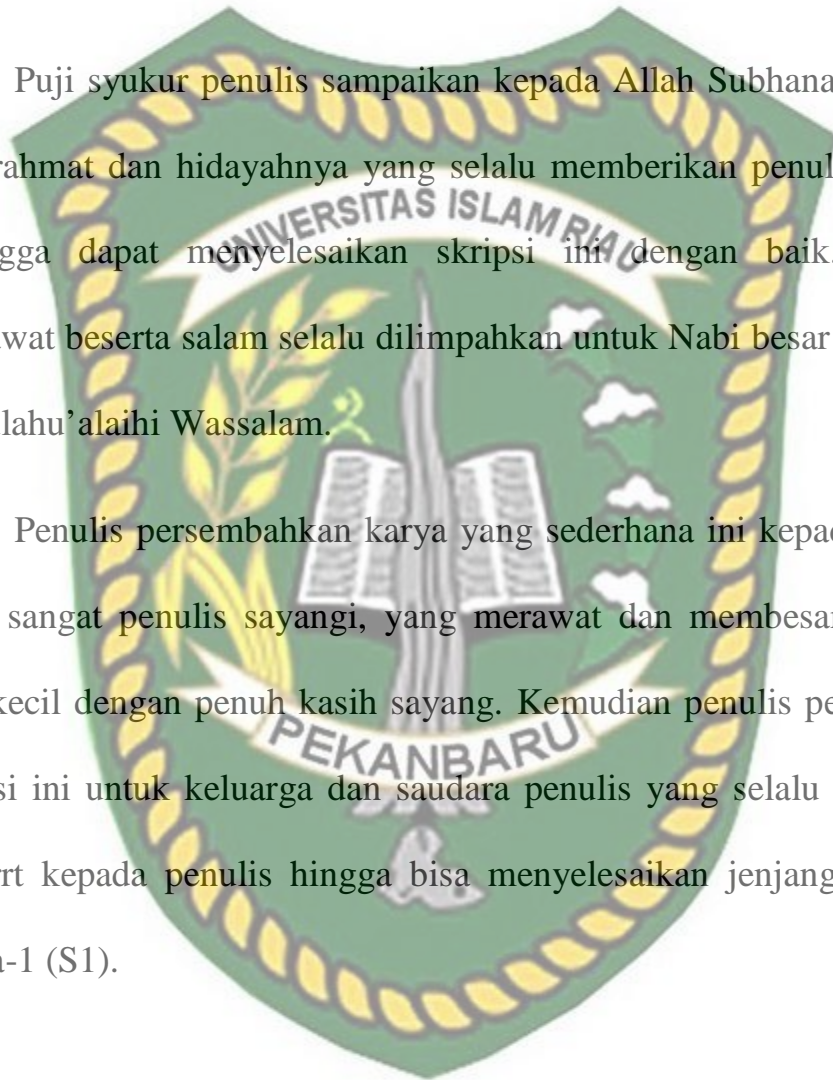 Puji syukur penulis sampaikan kepada Allah Subhana
rahmat dan hidayahnya yang selalu memberikan penul
UNIVERSITAS ISLAM RIAU
gga dapat menyelesaikan skripsi ini dengan baik.
wat beserta salam selalu dilimpahkan untuk Nabi besar
lahu’alaihi Wassalam.
Penulis persembahkan karya yang sederhana ini kepad
sangat penulis sayangi, yang merawat dan membesar
kecil dengan penuh kasih sayang. Kemudian penulis pe
PEKANBARU
si ini untuk keluarga dan saudara penulis yang selalu
rt kepada penulis hingga bisa menyelesaikan jenjang
a-1 (S1).